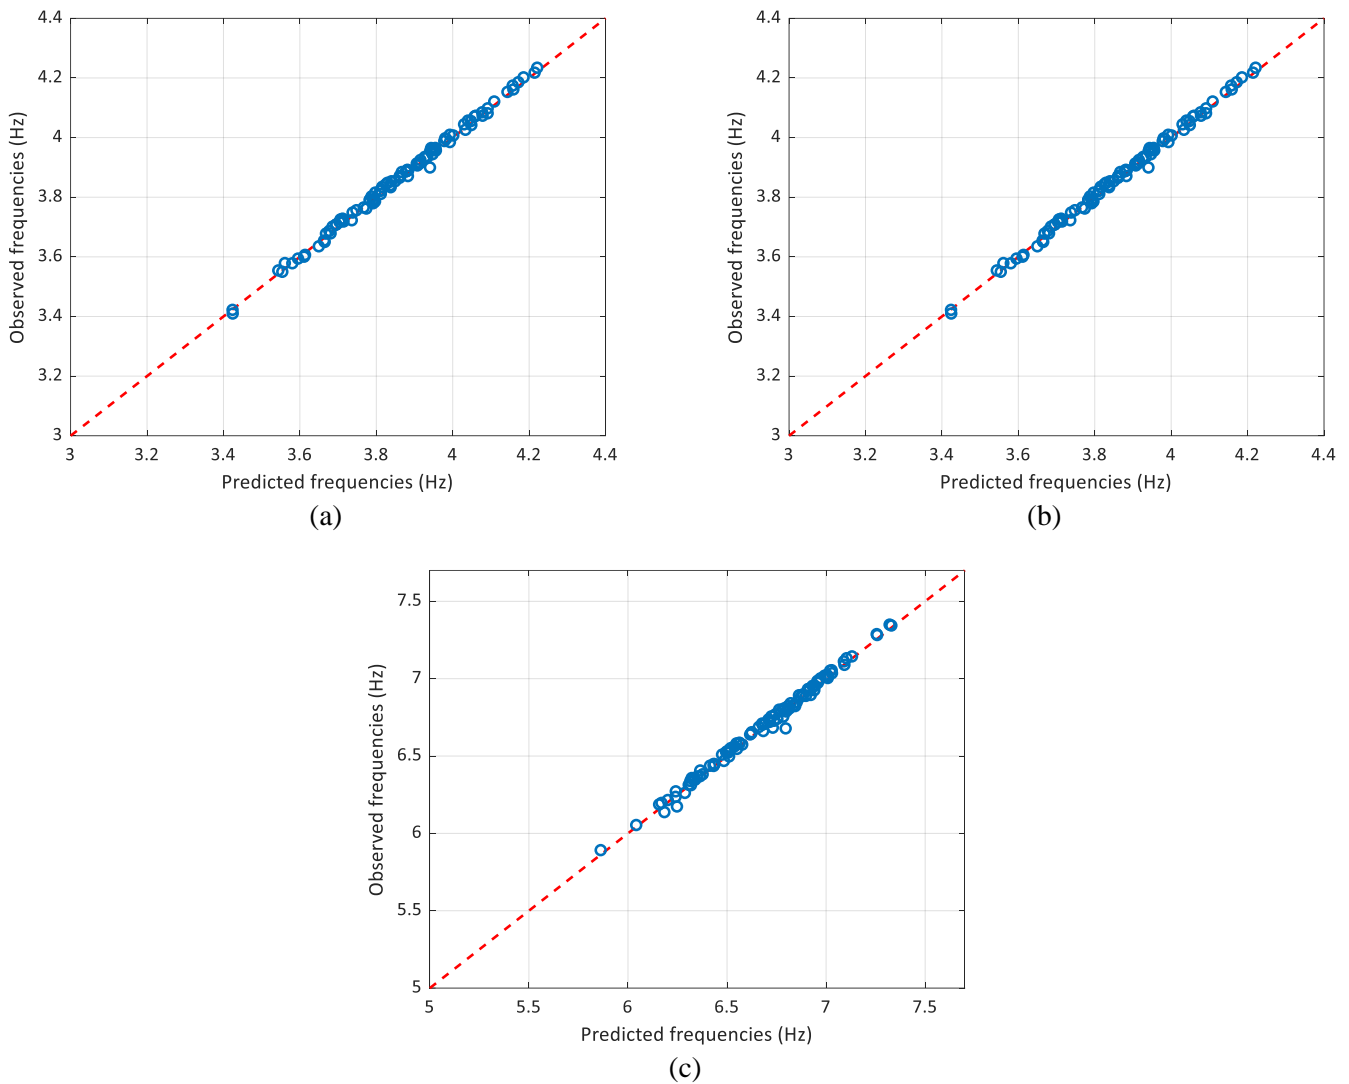 4.4
4.2
4
3.8
3.6
3.4
3.2
3
3 3.2 3.4 3.6 3.8 4 4.2 4.4
Observed frequencies (Hz)
Predicted frequencies (Hz)
(a)
4.4
4.2
4
3.8
3.6
3.4
3.2
3
3 3.2 3.4 3.6 3.8 4 4.2 4.4
Observed frequencies (Hz)
Predicted frequencies (Hz)
(b)
7.5
7
6.5
6
5.5
5
5 5.5 6 6.5 7 7.5
Observed frequencies (Hz)
Predicted frequencies (Hz)
(c)